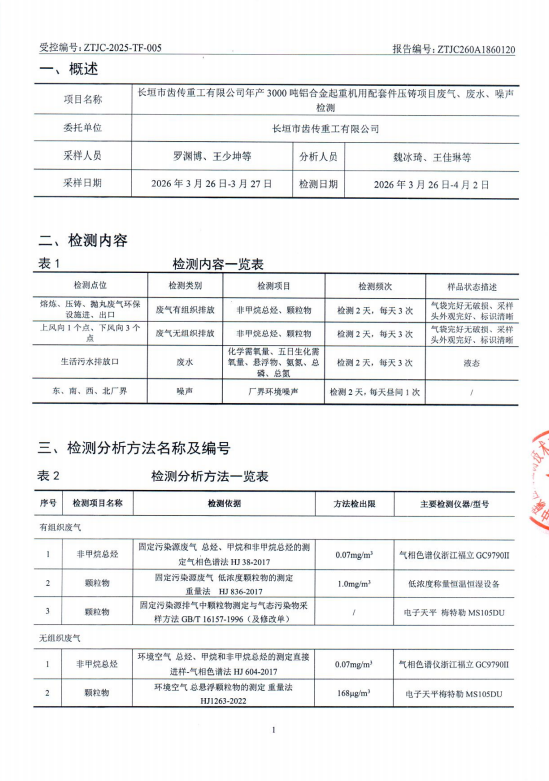 受控编号: ZTJC-2025-TF-005 报告编号: ZTJC260A1860120
一、概述
项目名称 长垣市齿传重工有限公司年产 3000 吨铝合金起重机用配套件压铸项目废气、废水、噪声
检测
委托单位 长垣市齿传重工有限公司
采样人员 罗渊博、王少坤等 分析人员 魏冰琦、王佳琳等
采样日期 2026 年 3 月 26 日-3 月 27 日 检测日期 2026 年 3 月 26 日-4 月 2 日
二、检测内容
表 1 检测内容一览表
检测点位 检测类别 检测项目 检测频次 样品状态描述
熔炼、压铸、抛丸废气环保
设施进、出口 废气有组织排放 非甲烷总烃、颗粒物 检测 2 天，每天 3 次 气袋完好无破损、采样
头外观完好、标识清晰
上风向 1 个点、下风向 3 个
点 废气无组织排放 非甲烷总烃、颗粒物 检测 2 天，每天 3 次 气袋完好无破损、采样
头外观完好、标识清晰
生活污水排放口 废水 化学需氧量、五日生化需
氧量、悬浮物、氨氮、总
磷、总氮 检测 2 天，每天 3 次 液态
东、南、西、北厂界 噪声 厂界环境噪声 检测 2 天，每天昼间 1 次 /
三、检测分析方法名称及编号
表 2 检测分析方法一览表
序号 检测项目名称 检测依据 方法检出限 主要检测仪器/型号
有组织废气
1 非甲烷总烃 固定污染源废气 总烃、甲烷和非甲烷总烃的测
定气相色谱法 HJ 38-2017 0.07mg/m³ 气相色谱仪浙江福立 GC9790II
2 颗粒物 固定污染源废气 低浓度颗粒物的测定
重量法 HJ 836-2017 1.0mg/m³ 低浓度称量恒温恒湿设备
3 颗粒物 固定污染源排气中颗粒物测定与气态污染物采
样方法 GB/T 16157-1996（及修改单） / 电子天平 梅特勒 MS105DU
无组织废气
1 非甲烷总烃 环境空气 总烃、甲烷和非甲烷总烃的测定直接
进样-气相色谱法 HJ 604-2017 0.07mg/m³ 气相色谱仪浙江福立 GC9790II
2 颗粒物 环境空气 总悬浮颗粒物的测定 重量法
HJ1263-2022 168μg/m³ 电子天平梅特勒 MS105DU
1